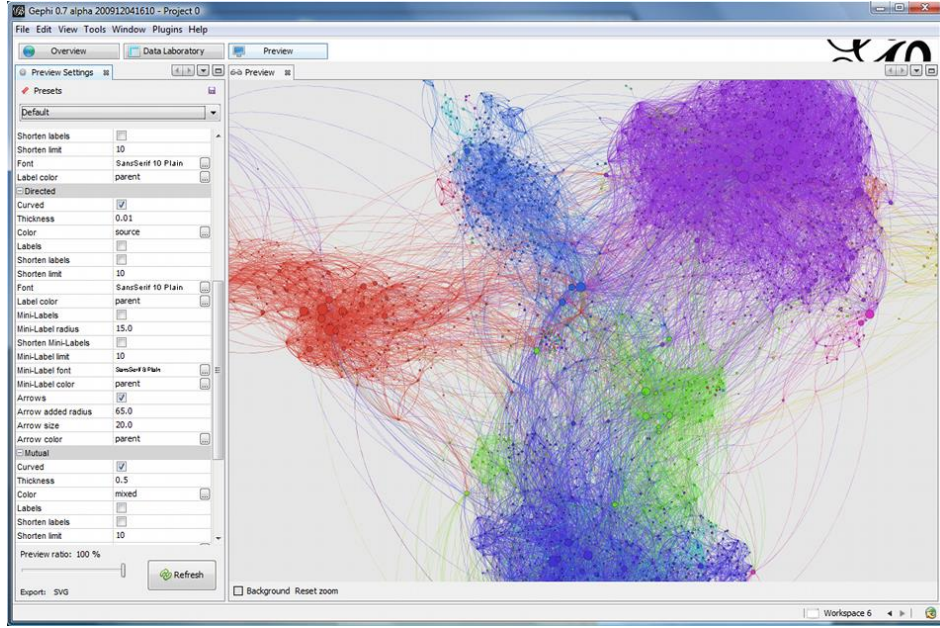 Gephi 0.7 alpha 200912041610 - Project 0
File Edit View Tools Window Plugins Help
Overview Data Laboratory Preview
Preview Settings Preview
Presets
Default
Shorten labels
Shorten limit 10
Font SansSerif 10 Plain
Label color parent
Directed
Curved
Thickness 0.01
Color source
Labels
Shorten labels
Shorten limit 10
Font SansSerif 10 Plain
Label color parent
Mini-Labels
Mini-Label radius 15.0
Shorten Mini-Labels
Mini-Label limit 10
Mini-Label font SansSerif 8 Plain
Mini-Label color parent
Arrows
Arrow added radius 65.0
Arrow size 20.0
Arrow color parent
Mutual
Curved
Thickness 0.5
Color mixed
Labels
Shorten labels
Shorten limit 10
Preview ratio: 100 %
Refresh
Export: SVG
Background Reset zoom
Workspace 6